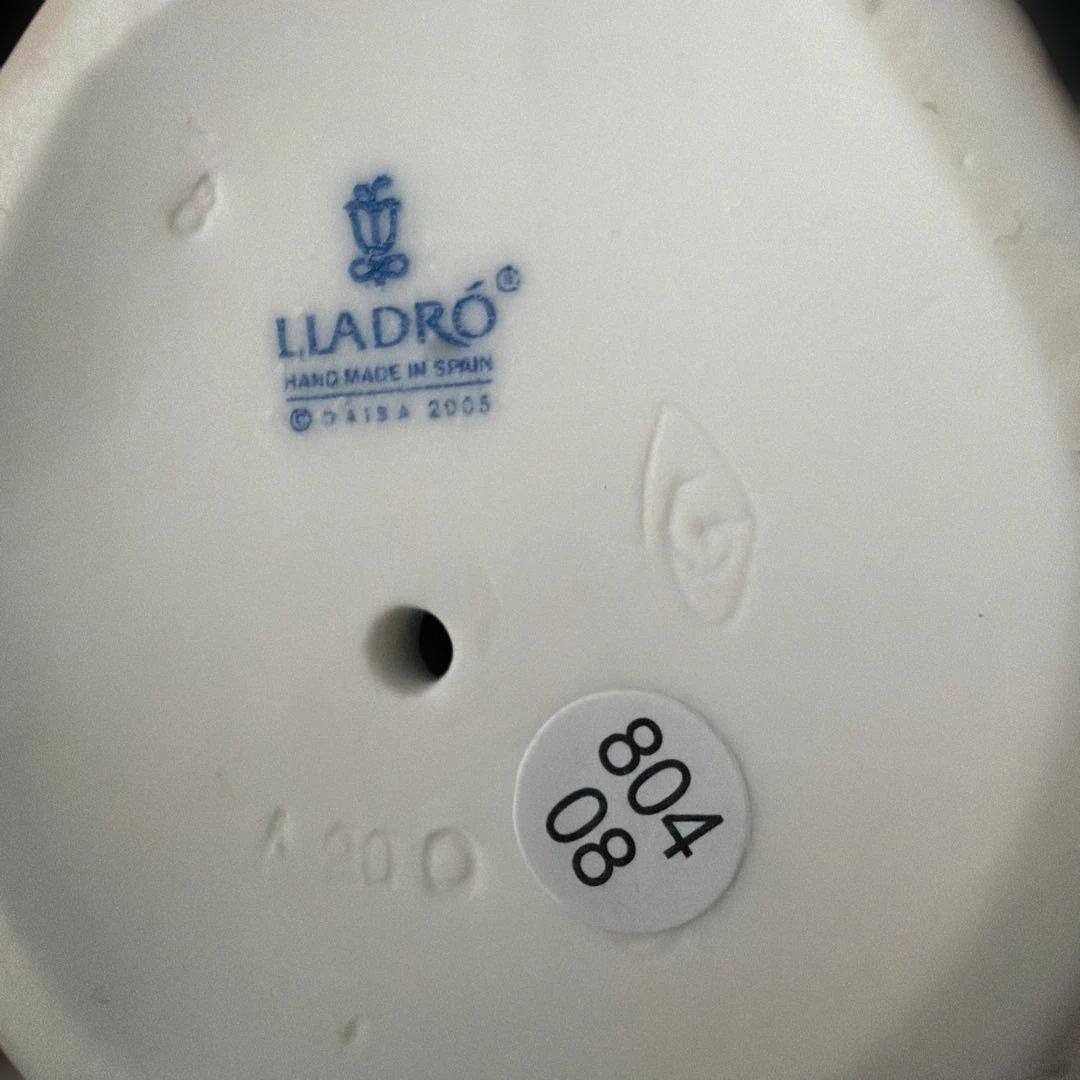 LLADRÓ®
HAND MADE IN SPAIN
© DAISA 2005
G
804
08